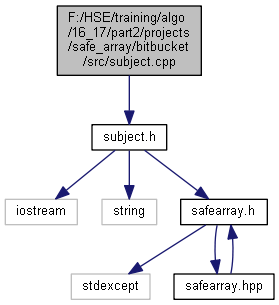 F:/HSE/training/algo
/16_17/part2/projects
/safe_array/bitbucket
/src/subject.cpp
subject.h
iostream
string
safearray.h
stdexcept
safearray.hpp